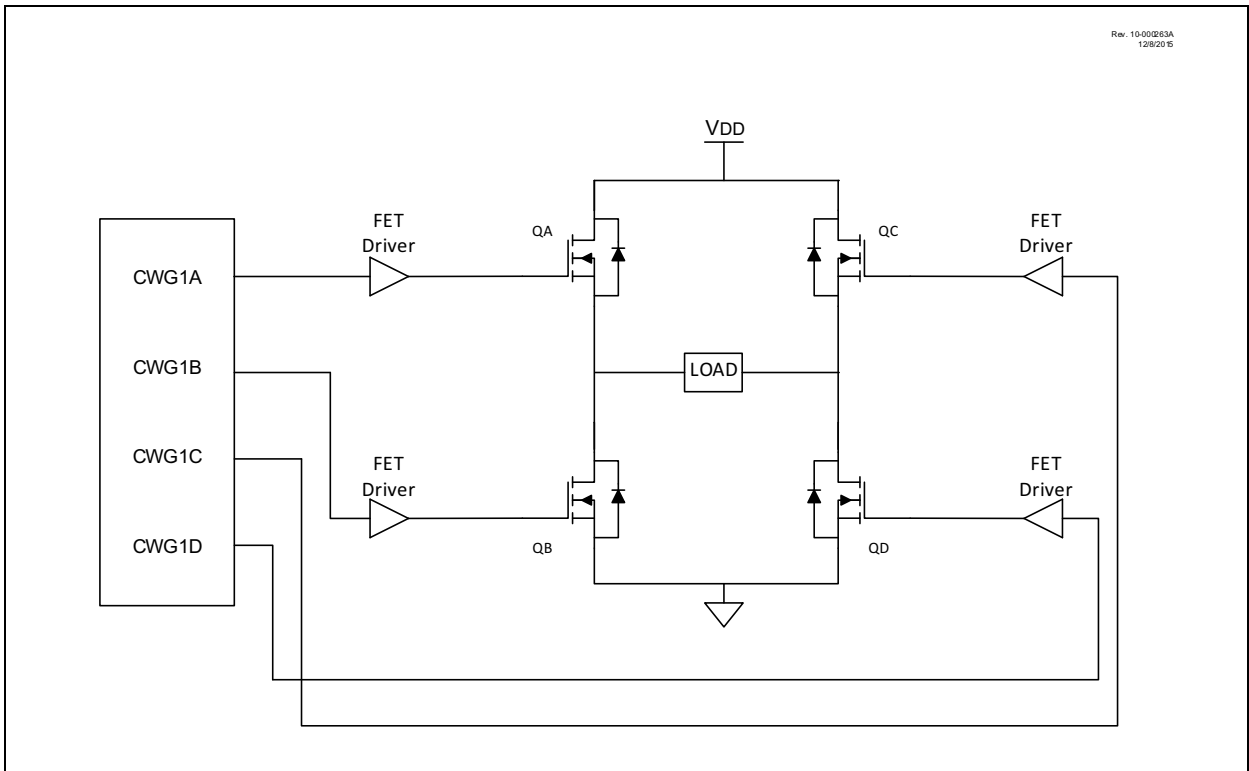 Rev. 10-000263A
12/8/2015
VDD
FET
Driver
QA
QC
FET
Driver
CWG1A
CWG1B
LOAD
CWG1C
FET
Driver
FET
Driver
CWG1D
QB
QD